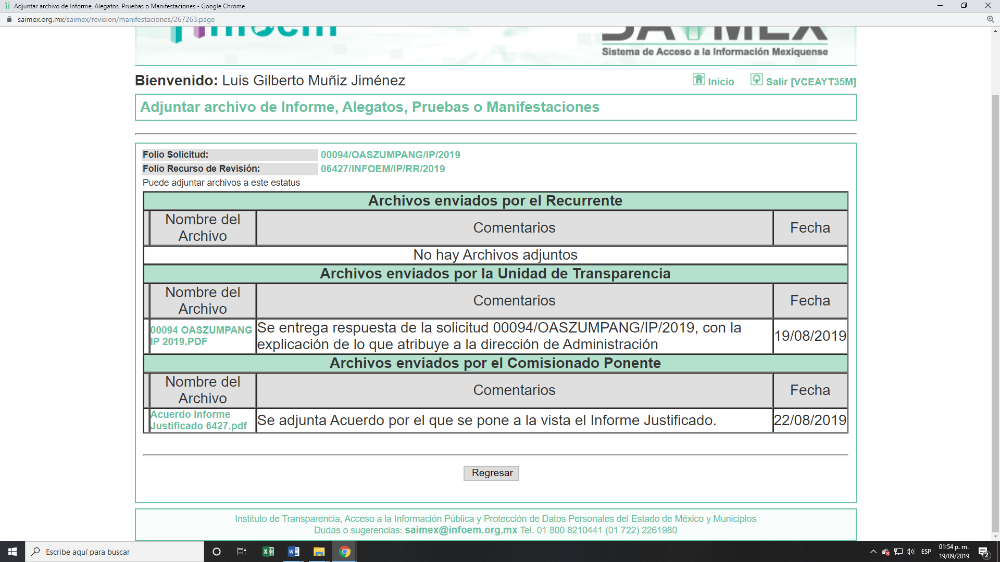 Adjuntar archivo de Informe, Alegatos, Pruebas o Manifestaciones - Google Chrome
saimex.org.mx/saimex/revision/manifestaciones/267263.page
infoem
SAIMEX
Sistema de Acceso a la Información Mexiquense
Bienvenido: Luis Gilberto Muñiz Jiménez
Inicio
Salir [VCEAYT35M]
Adjuntar archivo de Informe, Alegatos, Pruebas o Manifestaciones
Folio Solicitud: 00094/OASZUMPANG/IP/2019
Folio Recurso de Revisión: 06427/INFOEM/IP/RR/2019
Puede adjuntar archivos a este estatus
Archivos enviados por el Recurrente
Nombre del
Archivo
Comentarios
Fecha
No hay Archivos adjuntos
Archivos enviados por la Unidad de Transparencia
Nombre del
Archivo
Comentarios
Fecha
00094 OASZUMPANG
IP 2019.PDF
Se entrega respuesta de la solicitud 00094/OASZUMPANG/IP/2019, con la
explicación de lo que atribuye a la dirección de Administración
19/08/2019
Archivos enviados por el Comisionado Ponente
Nombre del
Archivo
Comentarios
Fecha
Acuerdo Informe
Justificado 6427.pdf
Se adjunta Acuerdo por el que se pone a la vista el Informe Justificado.
22/08/2019
Regresar
Instituto de Transparencia, Acceso a la Información Pública y Protección de Datos Personales del Estado de México y Municipios
Dudas o sugerencias: saimex@infoem.org.mx Tel. 01 800 8210441 (01 722) 2261980
Escribe aquí para buscar
ESP
01:54 p. m.
19/09/2019
2